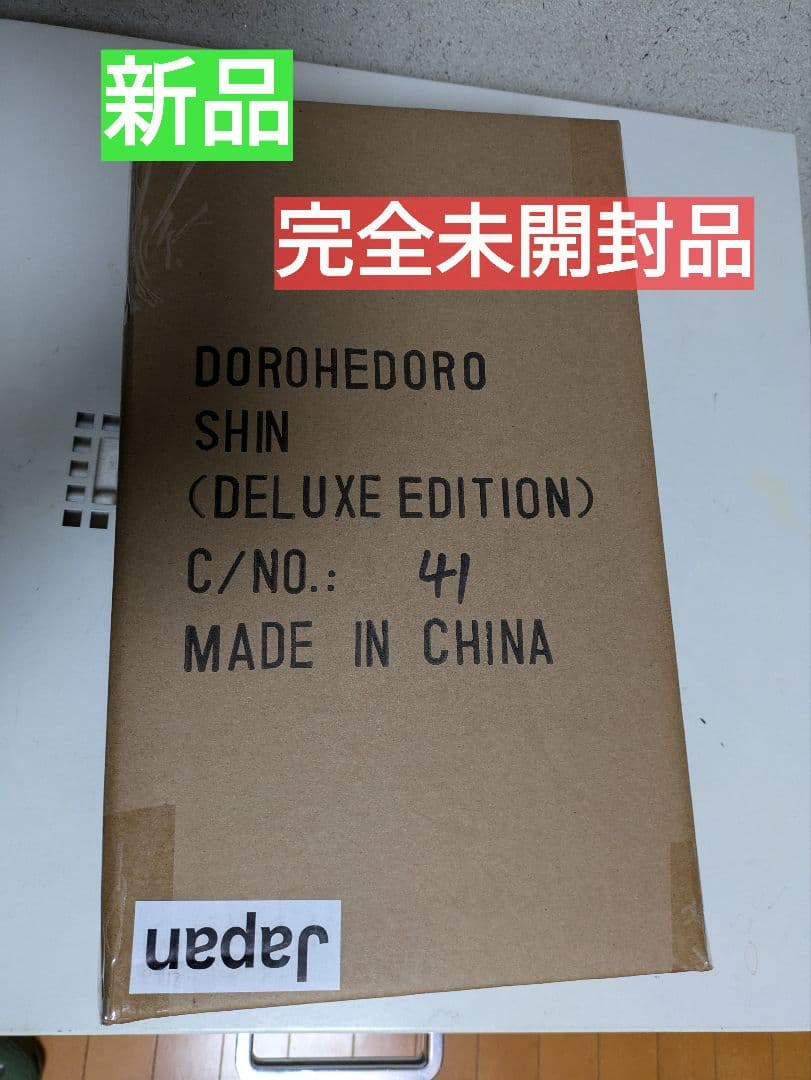 新品
完全未開封品
DOROHEDORO
SHIN
(DELUXE EDITION)
C/NO.: 41
MADE IN CHINA
Japan